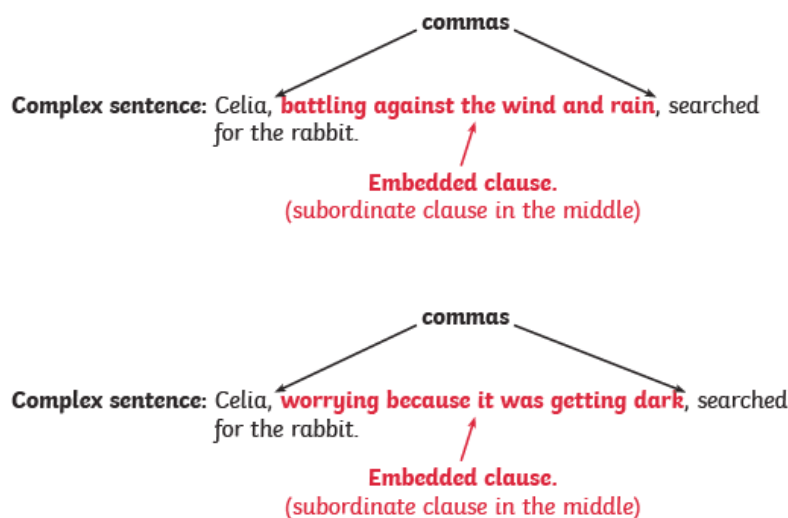 commas
Complex sentence: Celia, battling against the wind and rain, searched
for the rabbit.
Embedded clause.
(subordinate clause in the middle)
commas
Complex sentence: Celia, worrying because it was getting dark, searched
for the rabbit.
Embedded clause.
(subordinate clause in the middle)